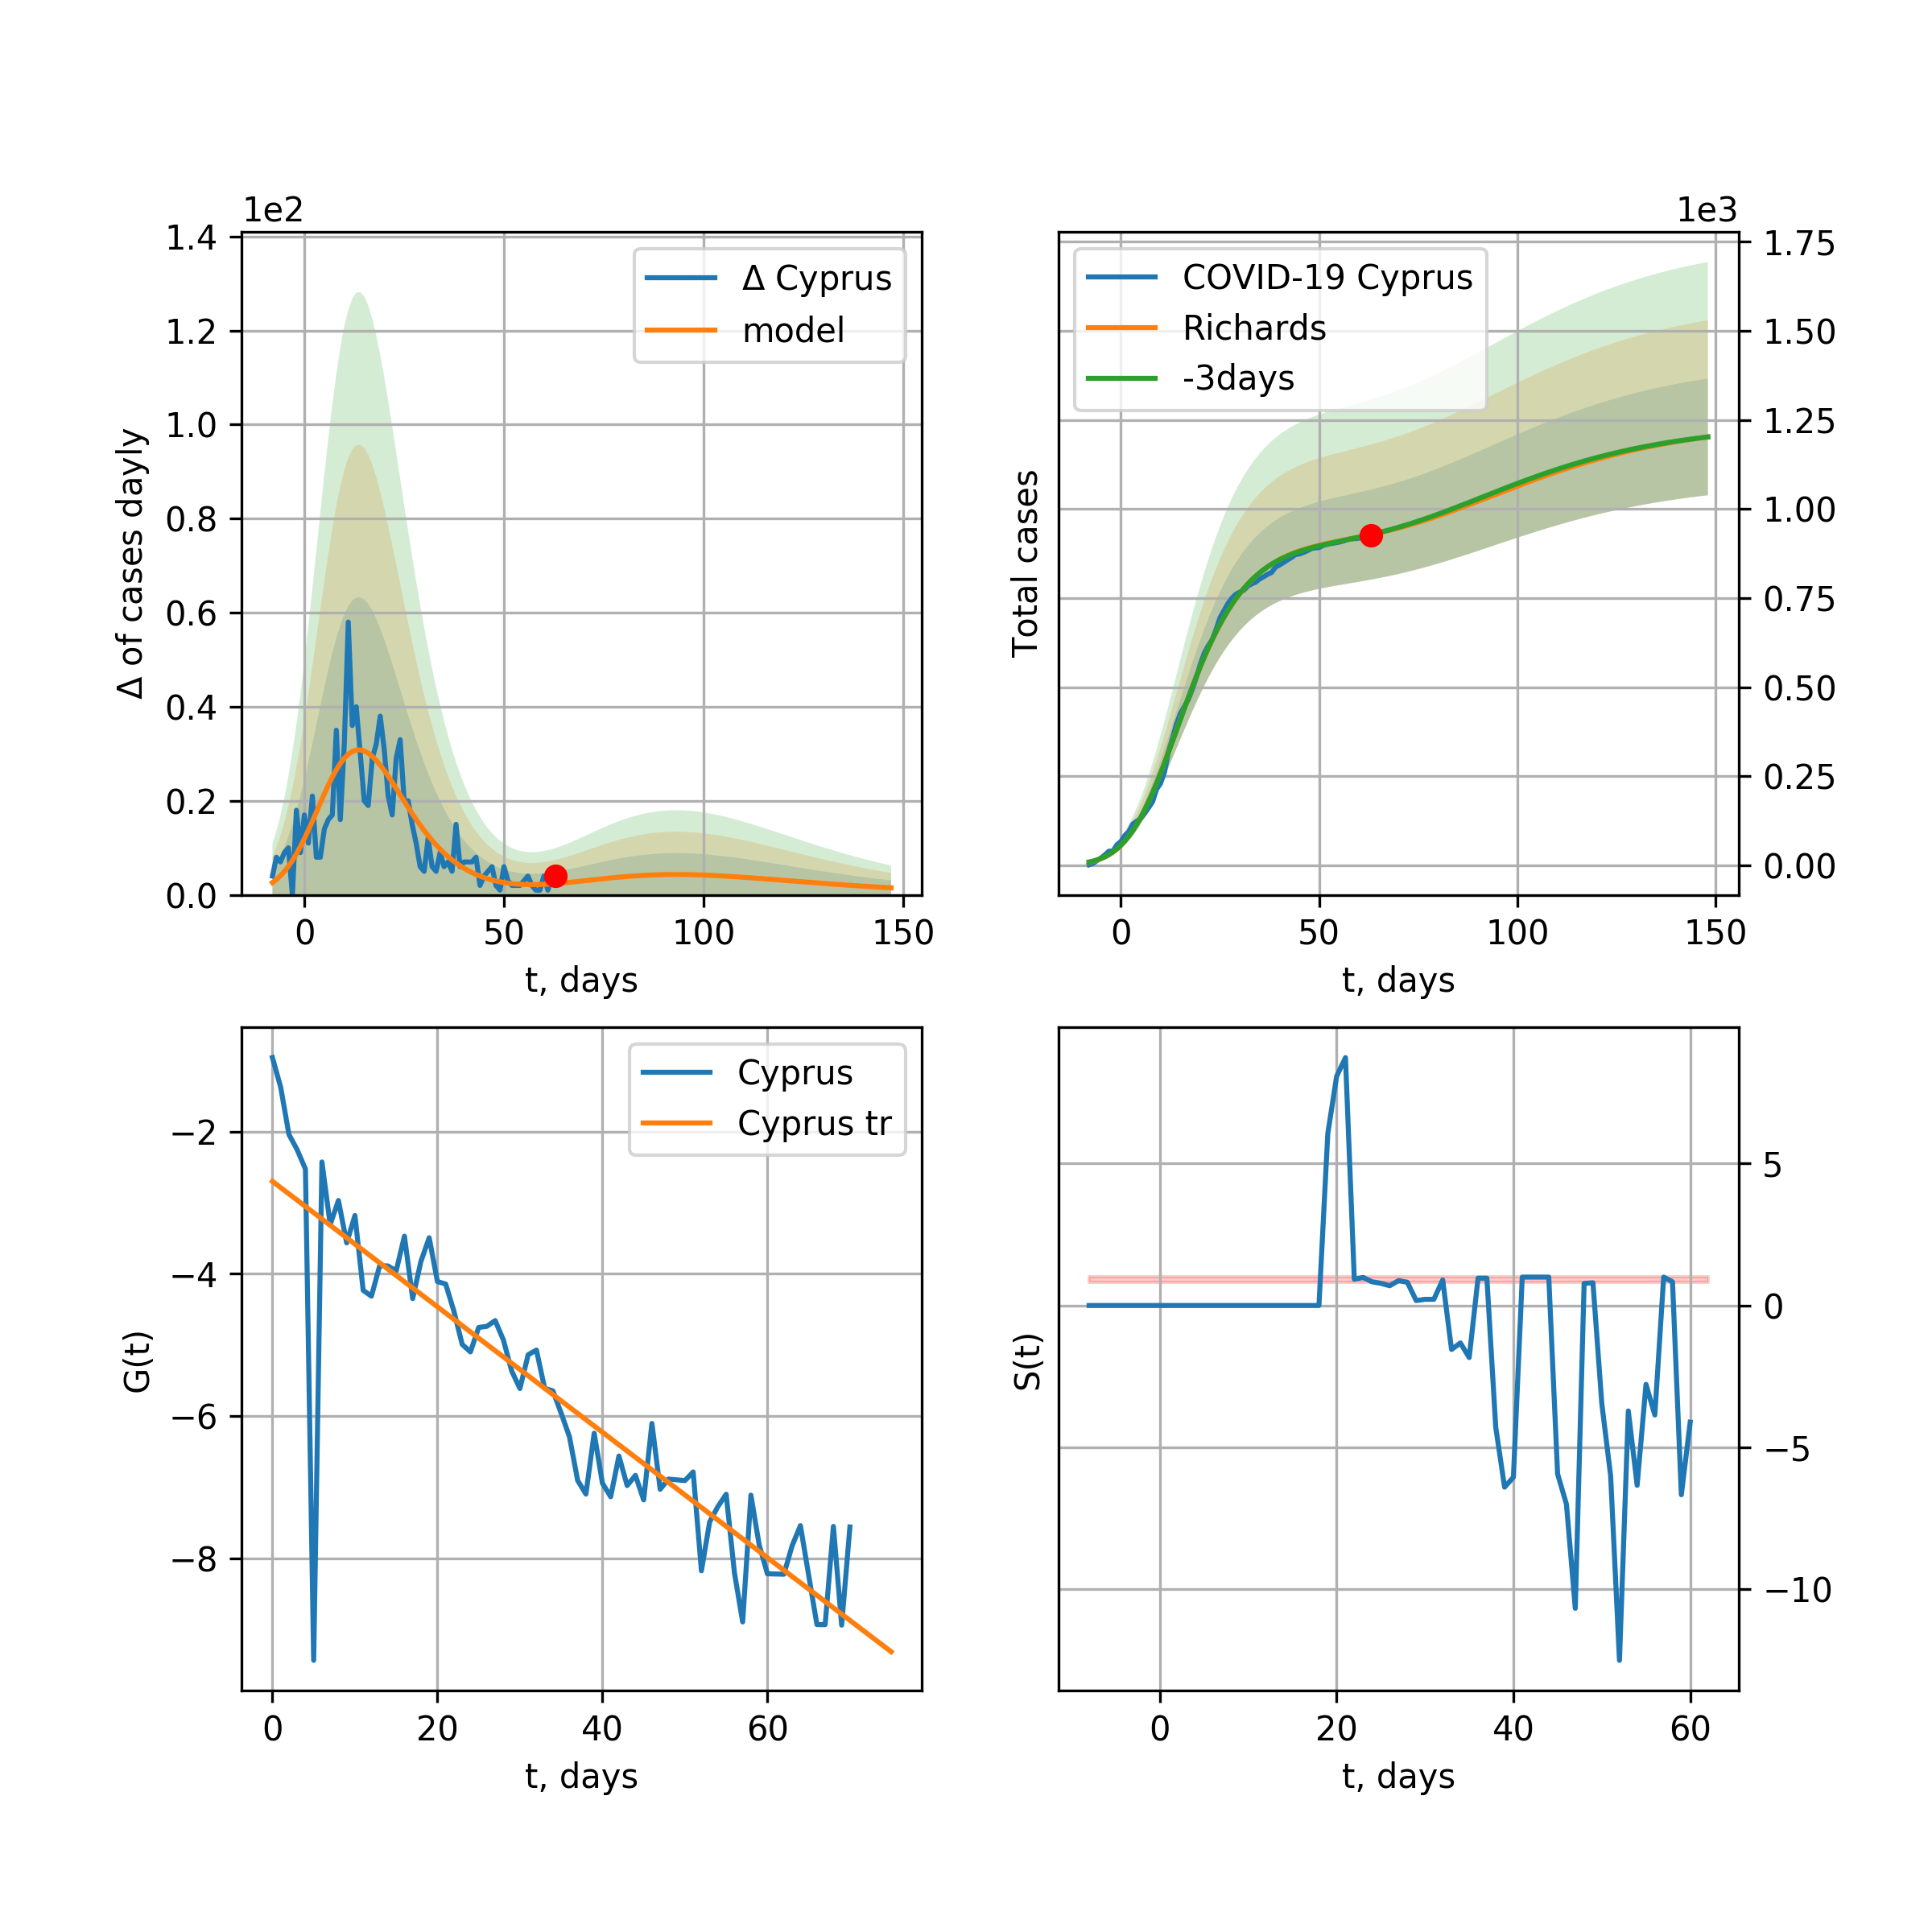 1e2
1.4
1.2
1.0
0.8
0.6
0.4
0.2
0.0
Δ of cases dayly
Δ Cyprus
model
0 50 100 150
t, days
1e3
1.75
1.50
1.25
1.00
0.75
0.50
0.25
0.00
Total cases
COVID-19 Cyprus
Richards
-3days
0 50 100 150
t, days
−2
−4
−6
−8
G(t)
Cyprus
Cyprus tr
0 20 40 60
t, days
5
0
−5
−10
S(t)
0 20 40 60
t, days